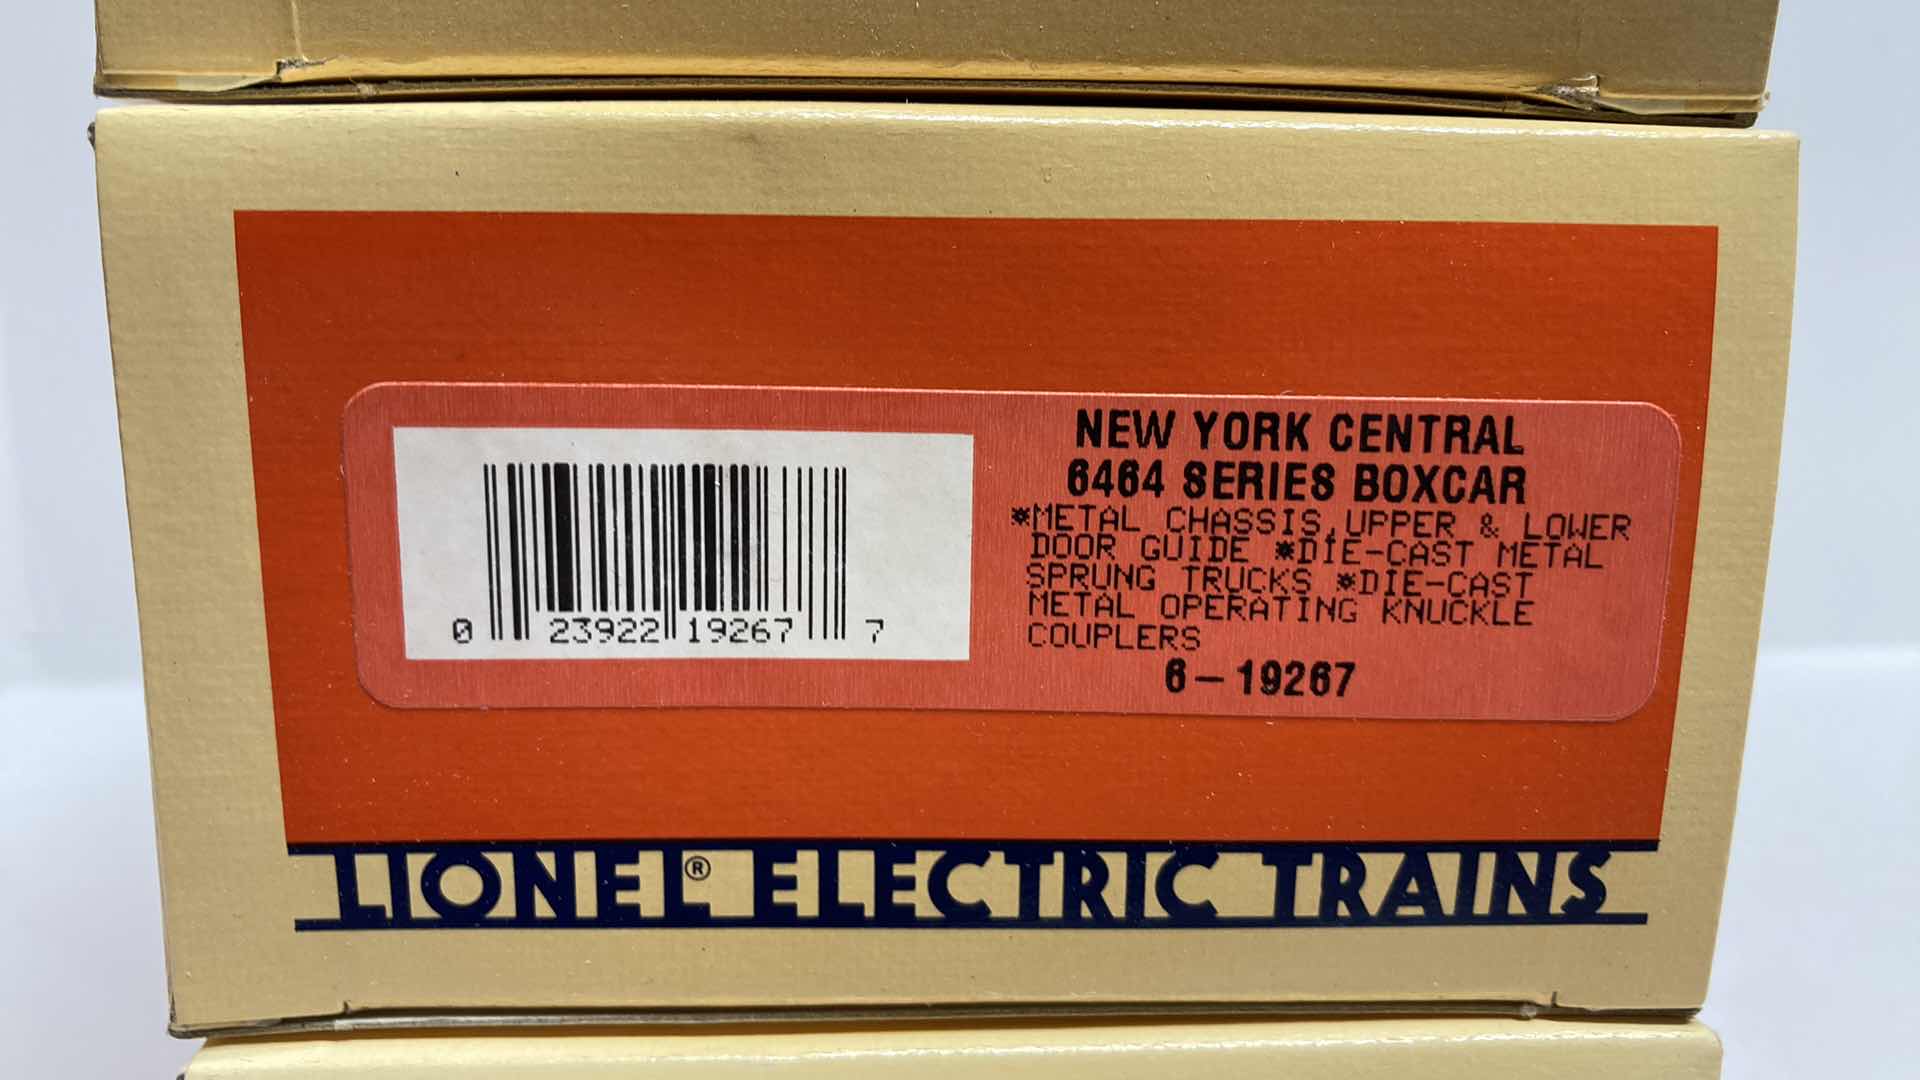 NEW YORK CENTRAL
6464 SERIES BOXCAR
*METAL CHASSIS,UPPER & LOWER
DOOR GUIDE *DIE-CAST METAL
SPRUNG TRUCKS *DIE-CAST
METAL OPERATING KNUCKLE
COUPLERS
6-19267
0 23922 19267 7
LIONEL® ELECTRIC TRAINS